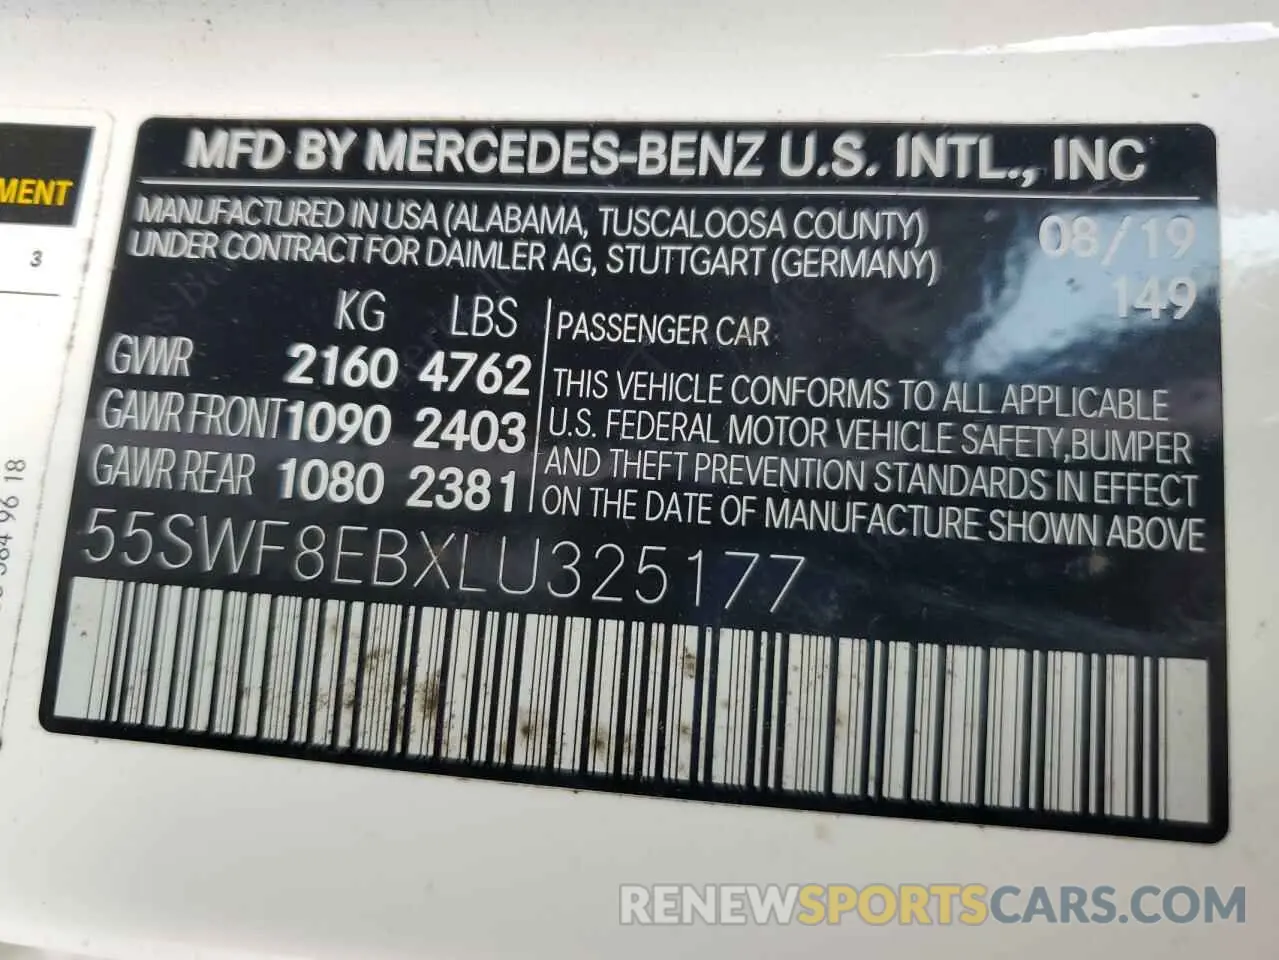 MFD BY MERCEDES-BENZ U.S. INTL., INC
MANUFACTURED IN USA (ALABAMA, TUSCALOOSA COUNTY) 08/19
UNDER CONTRACT FOR DAIMLER AG, STUTTGART (GERMANY)
149
KG LBS
GVWR 2160 4762
GAWR FRONT 1090 2403
GAWR REAR 1080 2381
PASSENGER CAR
THIS VEHICLE CONFORMS TO ALL APPLICABLE
U.S. FEDERAL MOTOR VEHICLE SAFETY,BUMPER
AND THEFT PREVENTION STANDARDS IN EFFECT
ON THE DATE OF MANUFACTURE SHOWN ABOVE
55SWF8EBXLU325177
MENT
3
96 18
RENEWSPORTSCARS.COM